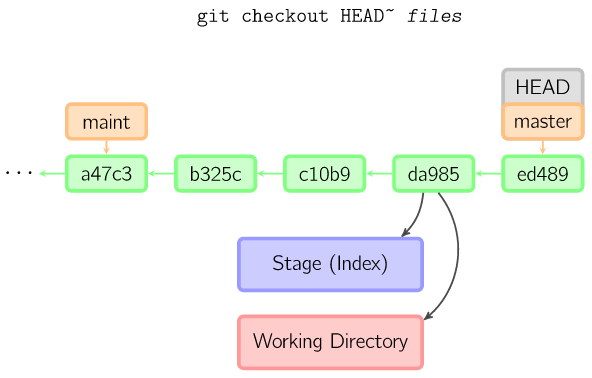 git checkout HEAD~ files
HEAD
maint
master
...
a47c3
b325c
c10b9
da985
ed489
Stage (Index)
Working Directory